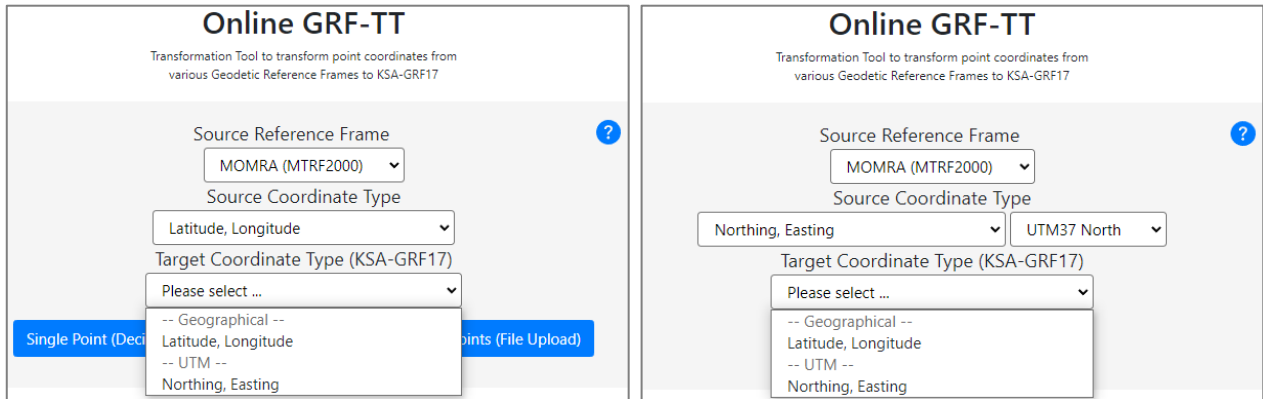 Online GRF-TT
Transformation Tool to transform point coordinates from
various Geodetic Reference Frames to KSA-GRF17
?
Source Reference Frame
MOMRA (MTRF2000)
Source Coordinate Type
Latitude, Longitude
Target Coordinate Type (KSA-GRF17)
Please select ...
-- Geographical --
Latitude, Longitude
-- UTM --
Northing, Easting
Single Point (Deci
oints (File Upload)
Online GRF-TT
Transformation Tool to transform point coordinates from
various Geodetic Reference Frames to KSA-GRF17
?
Source Reference Frame
MOMRA (MTRF2000)
Source Coordinate Type
Northing, Easting
UTM37 North
Target Coordinate Type (KSA-GRF17)
Please select ...
-- Geographical --
Latitude, Longitude
-- UTM --
Northing, Easting